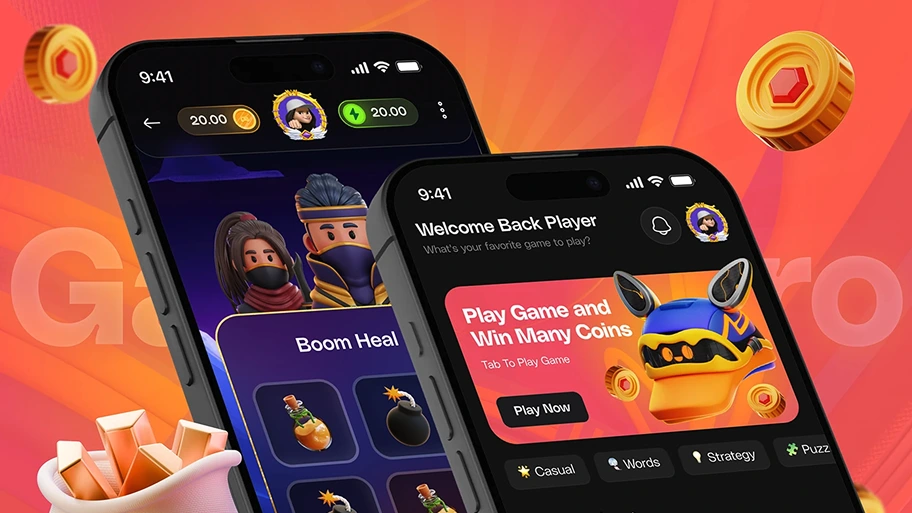 Ga
ro
9:41
20.00
20.00
Boom Heal
9:41
Welcome Back Player
What's your favorite game to play?
Play Game and
Win Many Coins
Tab To Play Game
Play Now
Casual
Words
Strategy
Puzz